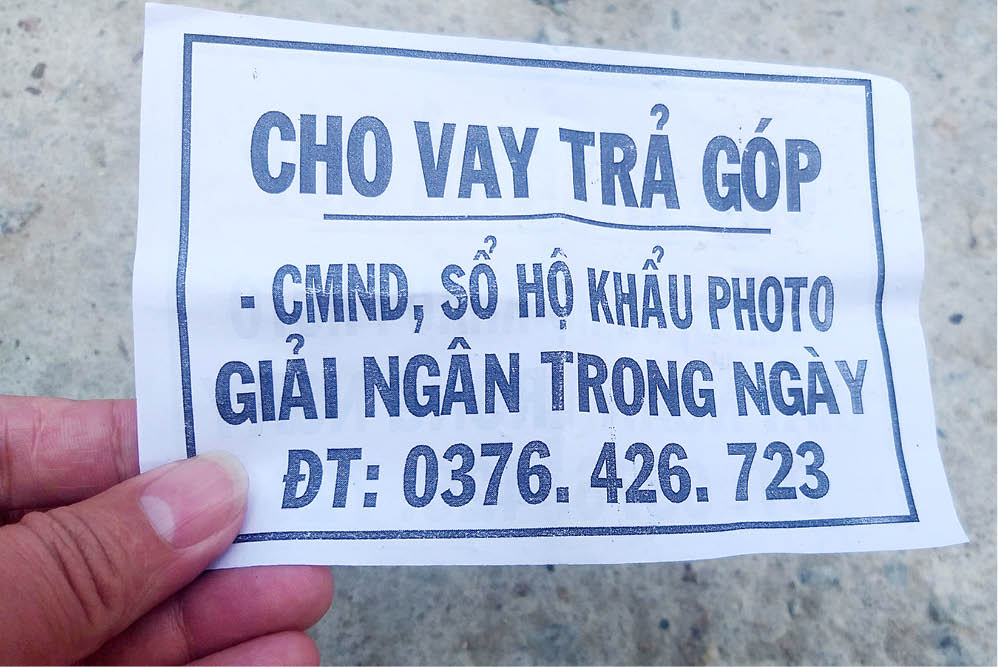 CHO VAY TRẢ GÓP
- CMND, SỔ HỘ KHẨU PHOTO
GIẢI NGÂN TRONG NGÀY
ĐT: 0376. 426. 723